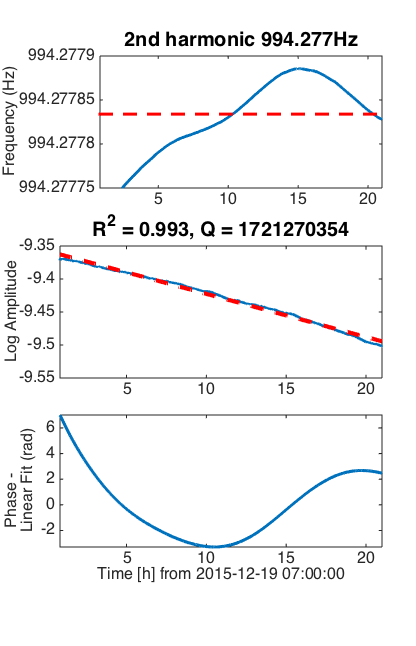 2nd harmonic 994.277Hz
994.2779
994.27785
994.2778
994.27775
Frequency (Hz)
5 10 15 20
R² = 0.993, Q = 1721270354
-9.35
-9.4
-9.45
-9.5
-9.55
Log Amplitude
5 10 15 20
6
4
2
0
-2
Phase -
Linear Fit (rad)
5 10 15 20
Time [h] from 2015-12-19 07:00:00